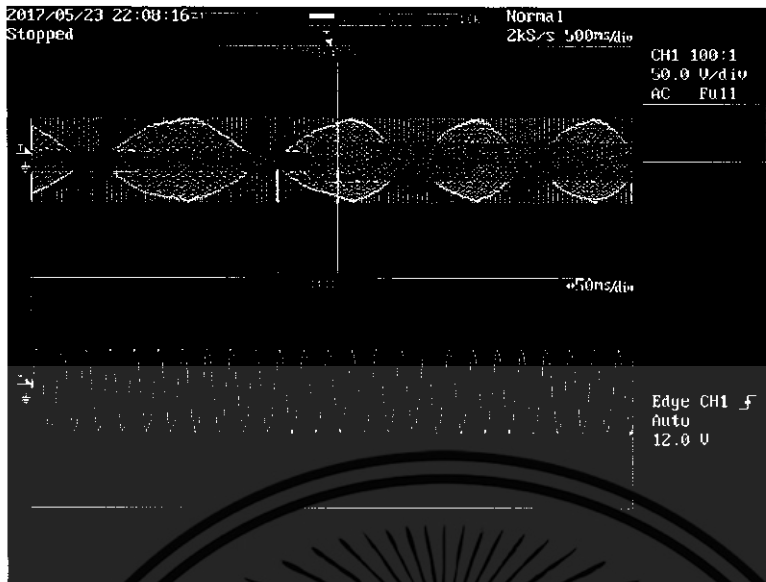 2017/05/23 22:08:16
Normal
Stopped
2kS/s 500ms/div
CH1 100:1
50.0 V/div
AC Full
50ms/div
Edge CH1
Auto
12.0 V